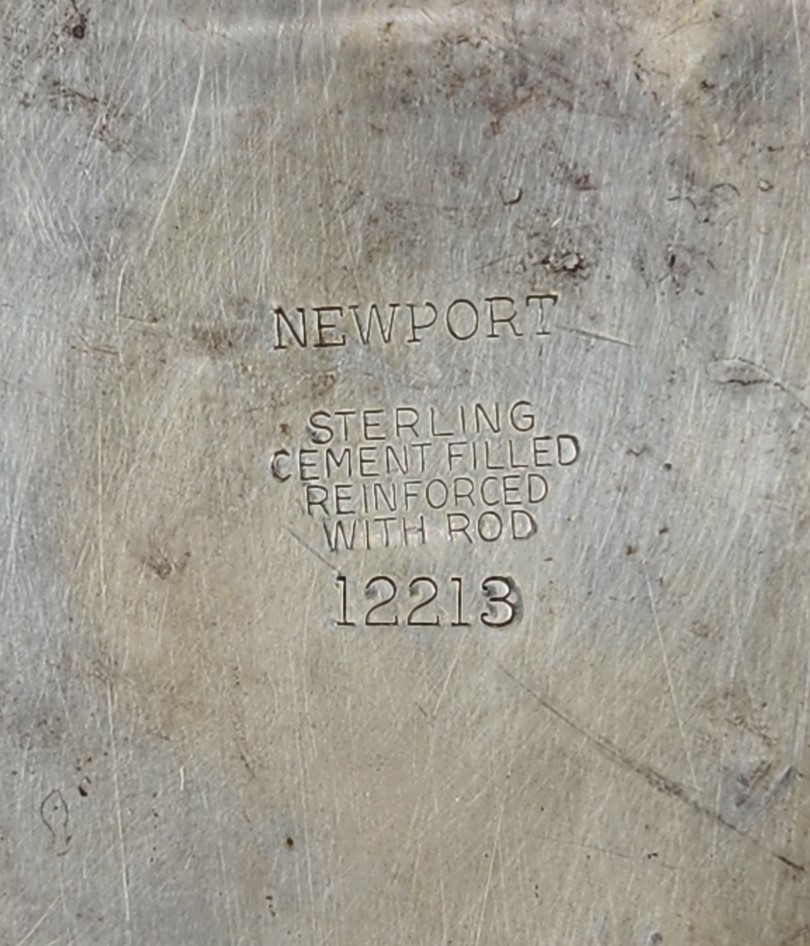 NEWPORT
STERLING
CEMENT FILLED
REINFORCED
WITH ROD
12213